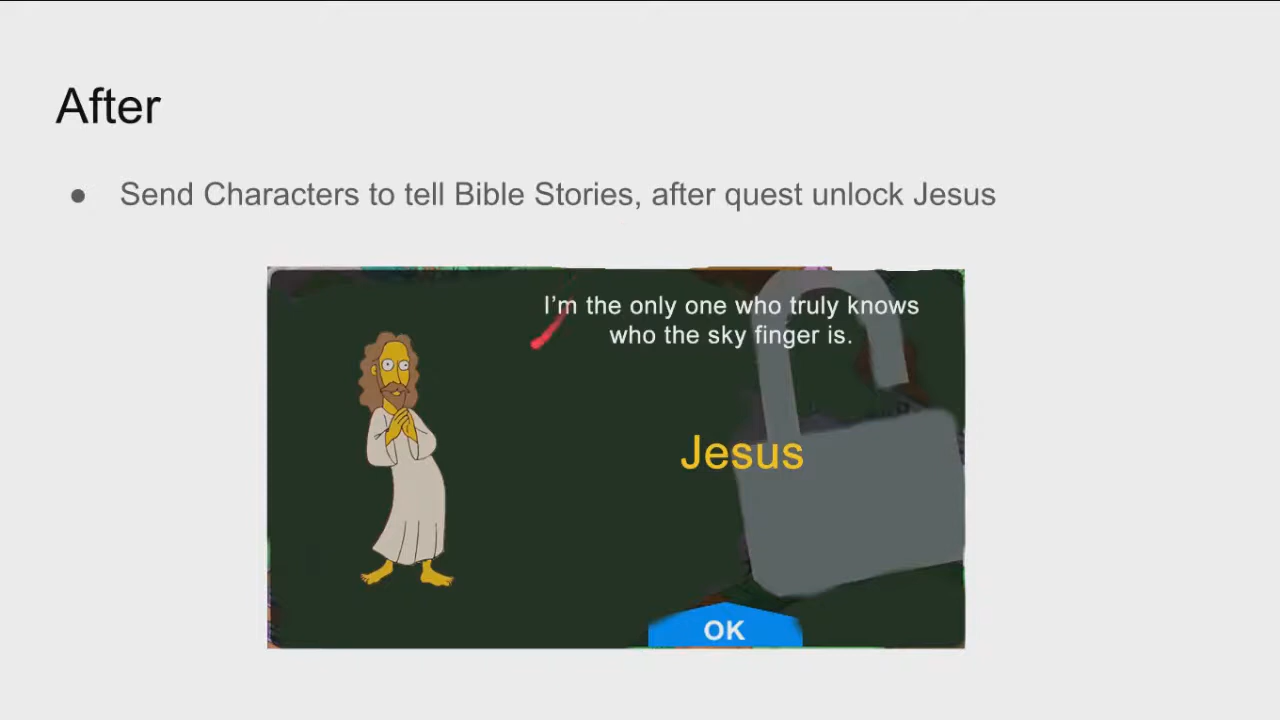 After
● Send Characters to tell Bible Stories, after quest unlock Jesus
I'm the only one who truly knows
who the sky finger is.
Jesus
OK